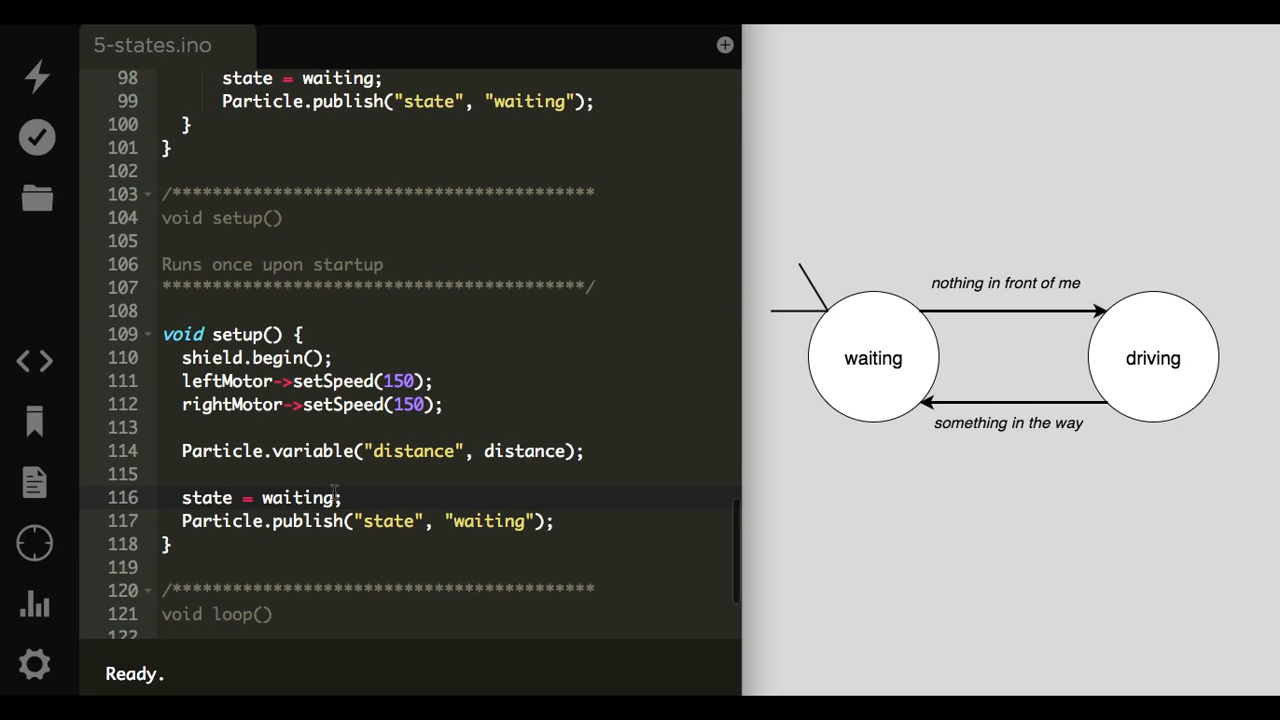 5-states.ino
98 state = waiting;
99 Particle.publish("state", "waiting");
100 }
101 }
102
103 /******************************************
104 void setup()
105
106 Runs once upon startup
107 ******************************************/
108
109 void setup() {
110 shield.begin();
111 leftMotor->setSpeed(150);
112 rightMotor->setSpeed(150);
113
114 Particle.variable("distance", distance);
115
116 state = waiting;
117 Particle.publish("state", "waiting");
118 }
119
120 /******************************************
121 void loop()
122
Ready.
nothing in front of me
waiting
driving
something in the way